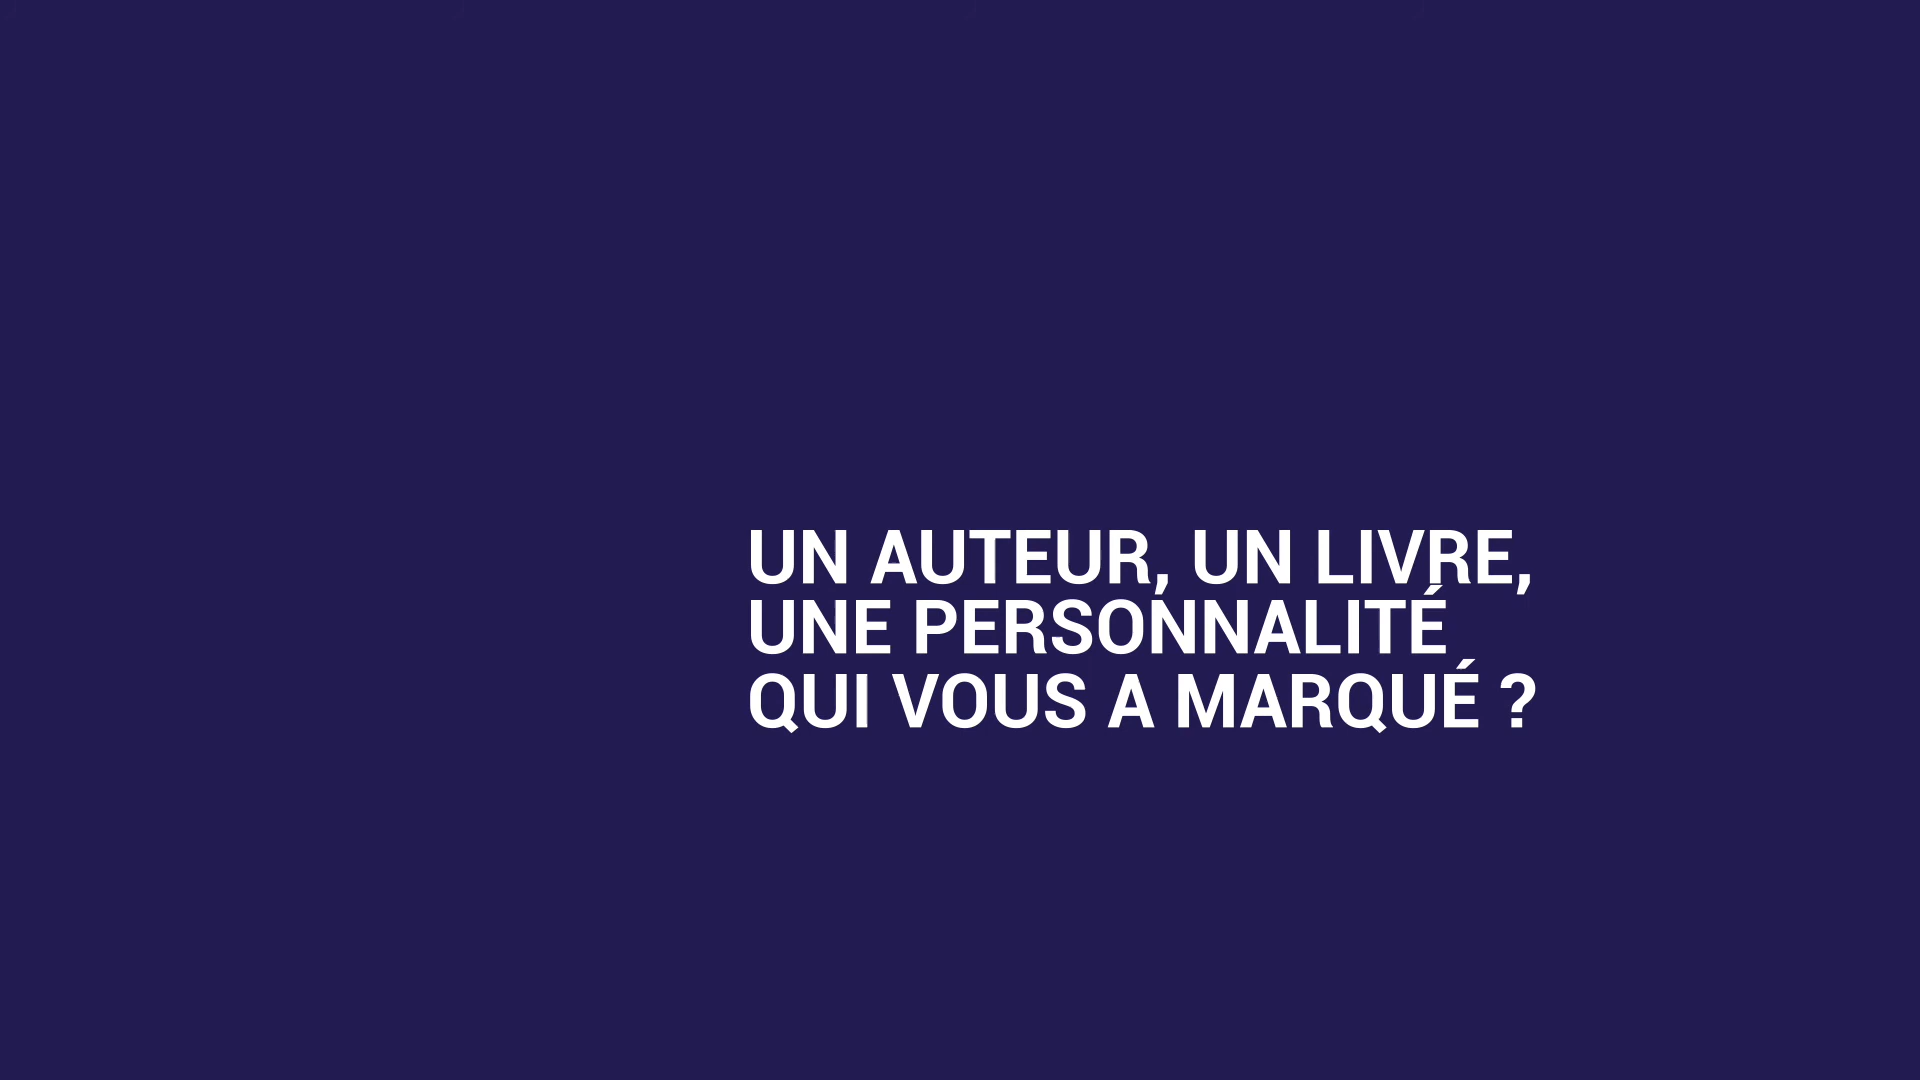 UN AUTEUR, UN LIVRE,
UNE PERSONNALITÉ
QUI VOUS A MARQUÉ ?